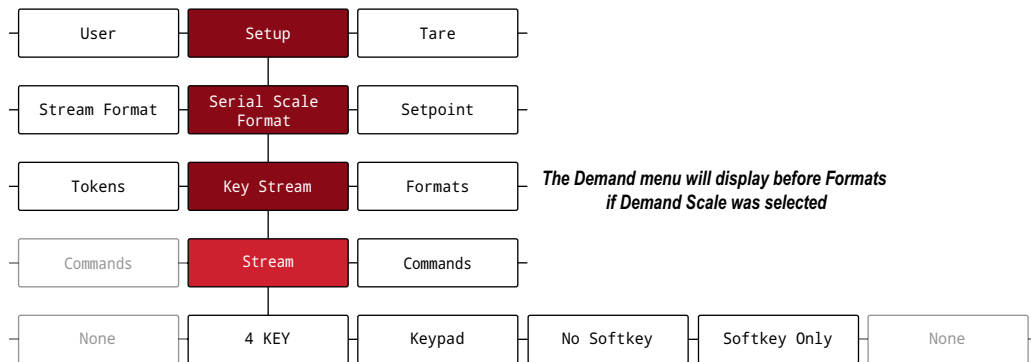 User Setup Tare
Stream Format Serial Scale Setpoint
Format
Tokens Key Stream Formats The Demand menu will display before Formats
if Demand Scale was selected
Commands Stream Commands
None 4 KEY Keypad No Softkey Softkey Only None